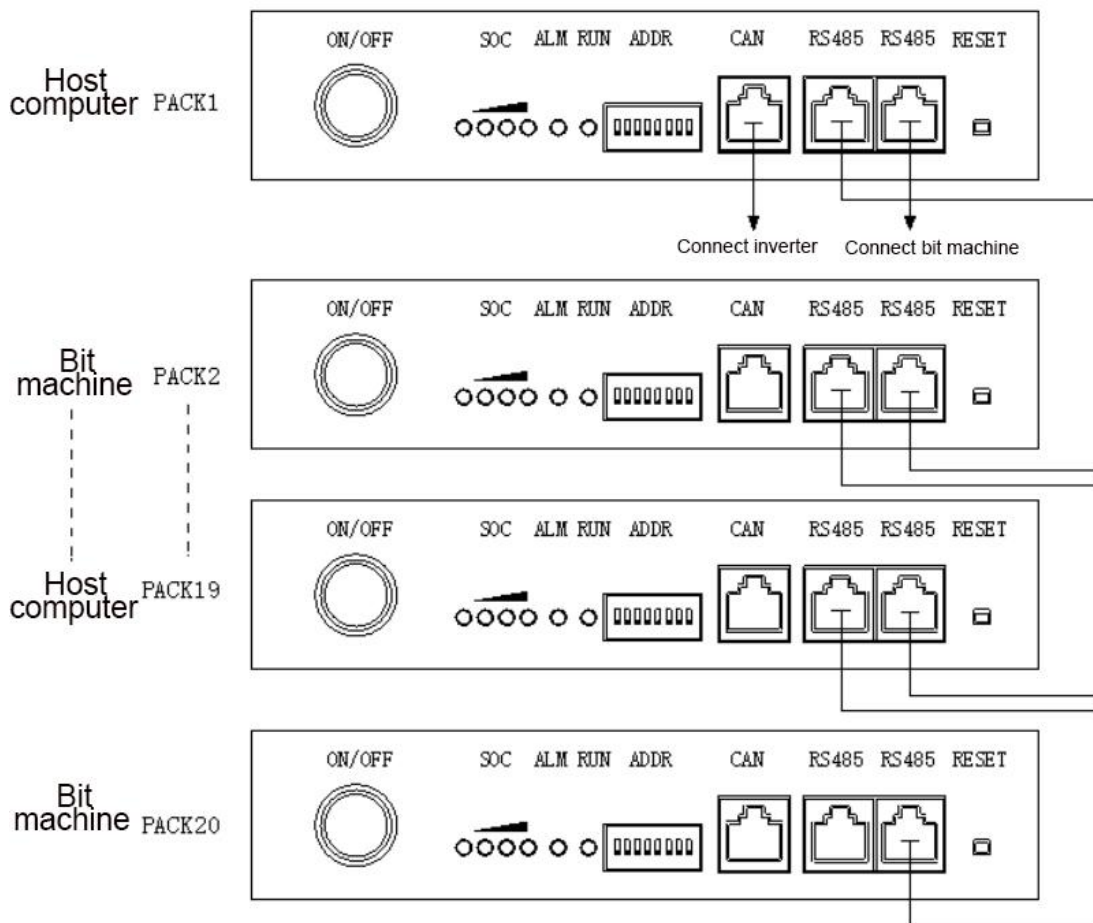 ON/OFF SOC ALM RUN ADDR CAN RS485 RS485 RESET
Host
computer PACK1
Connect inverter Connect bit machine
ON/OFF SOC ALM RUN ADDR CAN RS485 RS485 RESET
Bit
machine PACK2
ON/OFF SOC ALM RUN ADDR CAN RS485 RS485 RESET
Host
computer PACK19
ON/OFF SOC ALM RUN ADDR CAN RS485 RS485 RESET
Bit
machine PACK20